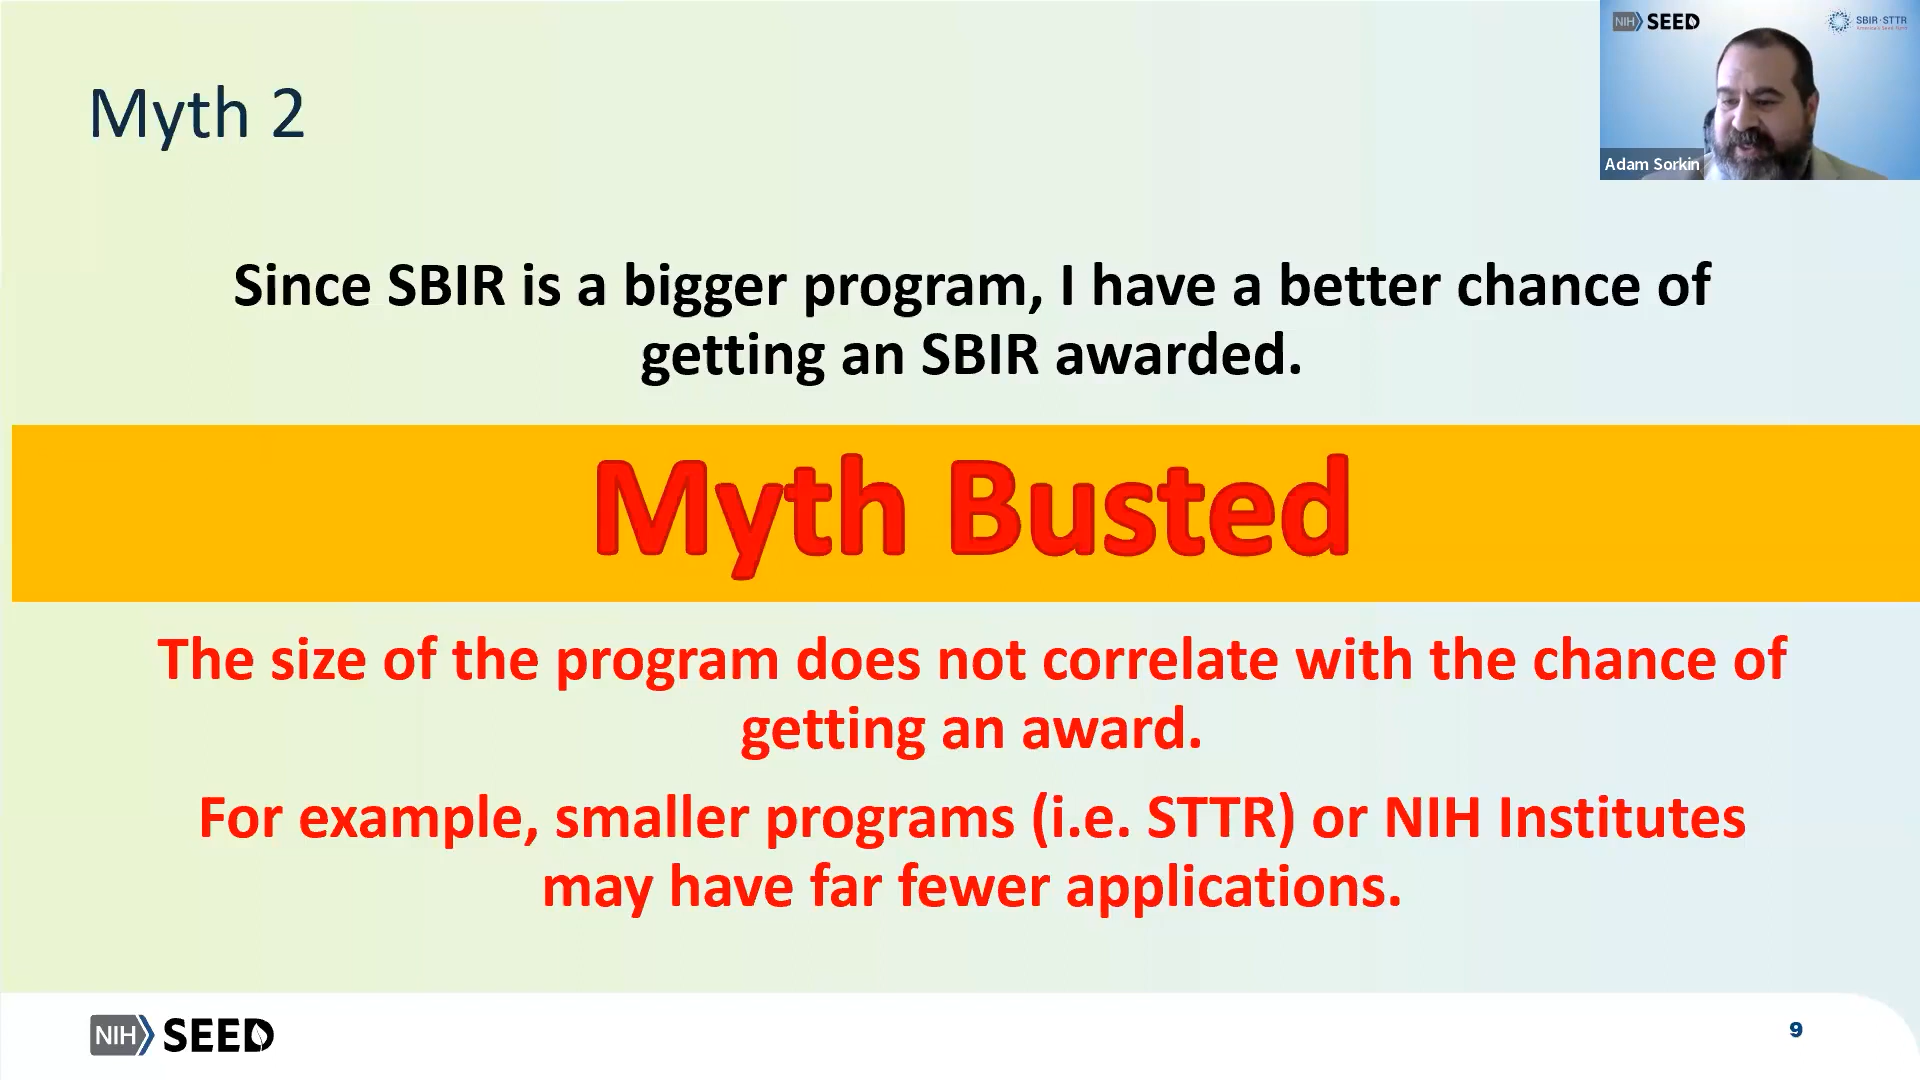 Myth 2
NIH SEED
SBIR·STTR
Adam Sorkin
Since SBIR is a bigger program, I have a better chance of
getting an SBIR awarded.
Myth Busted
The size of the program does not correlate with the chance of
getting an award.
For example, smaller programs (i.e. STTR) or NIH Institutes
may have far fewer applications.
NIH SEED
9